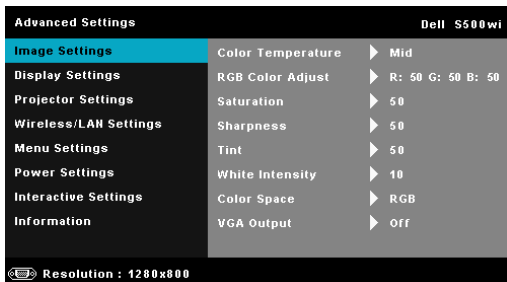 Advanced Settings Dell S500wi
Image Settings Color Temperature Mid
Display Settings RGB Color Adjust R: 50 G: 50 B: 50
Projector Settings Saturation 50
Wireless/LAN Settings Sharpness 50
Menu Settings Tint 50
Power Settings White Intensity 10
Interactive Settings Color Space RGB
Information VGA Output Off
Resolution : 1280x800